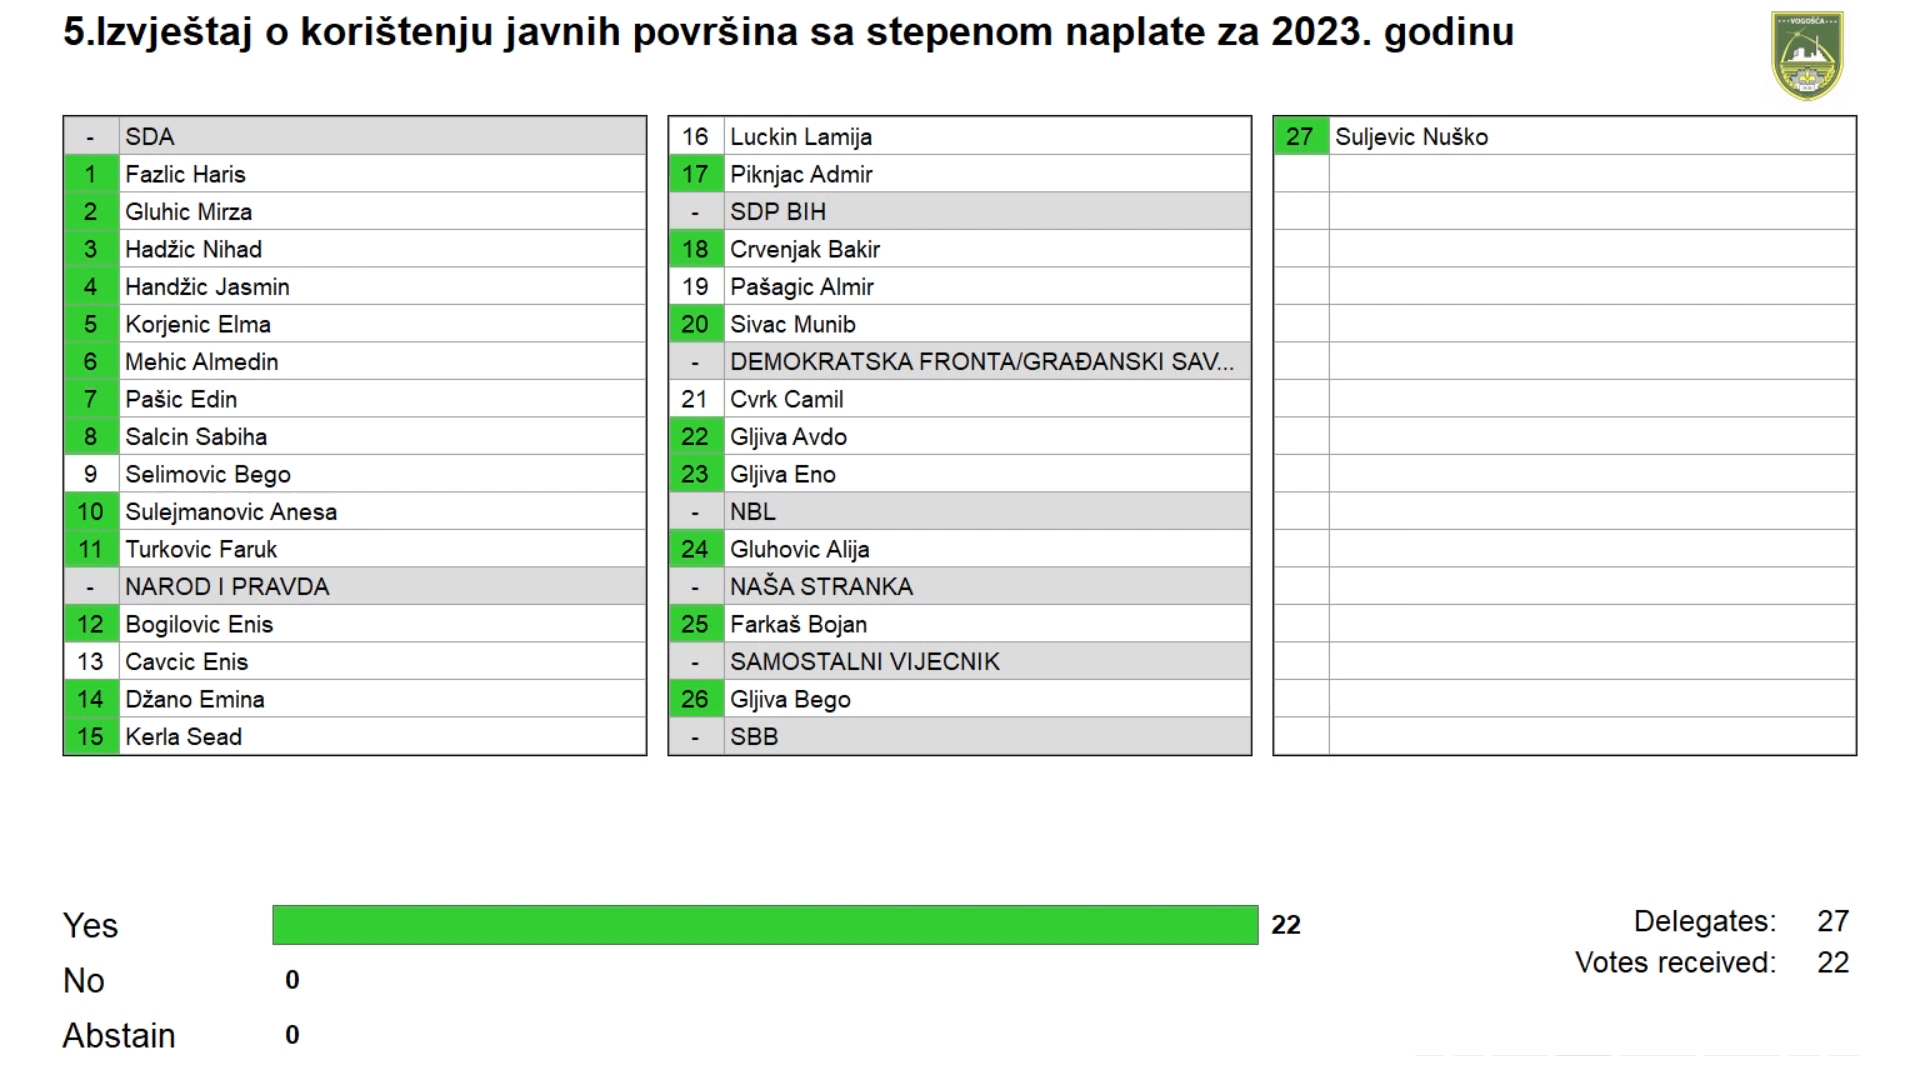 5.Izvještaj o korištenju javnih površina sa stepenom naplate za 2023. godinu
VOGOŠĆA
- SDA
1 Fazlic Haris
2 Gluhic Mirza
3 Hadžic Nihad
4 Handžic Jasmin
5 Korjenic Elma
6 Mehic Almedin
7 Pašic Edin
8 Salcin Sabiha
9 Selimovic Bego
10 Sulejmanovic Anesa
11 Turkovic Faruk
- NAROD I PRAVDA
12 Bogilovic Enis
13 Cavcic Enis
14 Džano Emina
15 Kerla Sead
16 Luckin Lamija
17 Piknjac Admir
- SDP BIH
18 Crvenjak Bakir
19 Pašagic Almir
20 Sivac Munib
- DEMOKRATSKA FRONTA/GRAĐANSKI SAV...
21 Cvrk Camil
22 Gljiva Avdo
23 Gljiva Eno
- NBL
24 Gluhovic Alija
- NAŠA STRANKA
25 Farkaš Bojan
- SAMOSTALNI VIJECNIK
26 Gljiva Bego
- SBB
27 Suljevic Nuško
Yes 22
No 0
Abstain 0
Delegates: 27
Votes received: 22